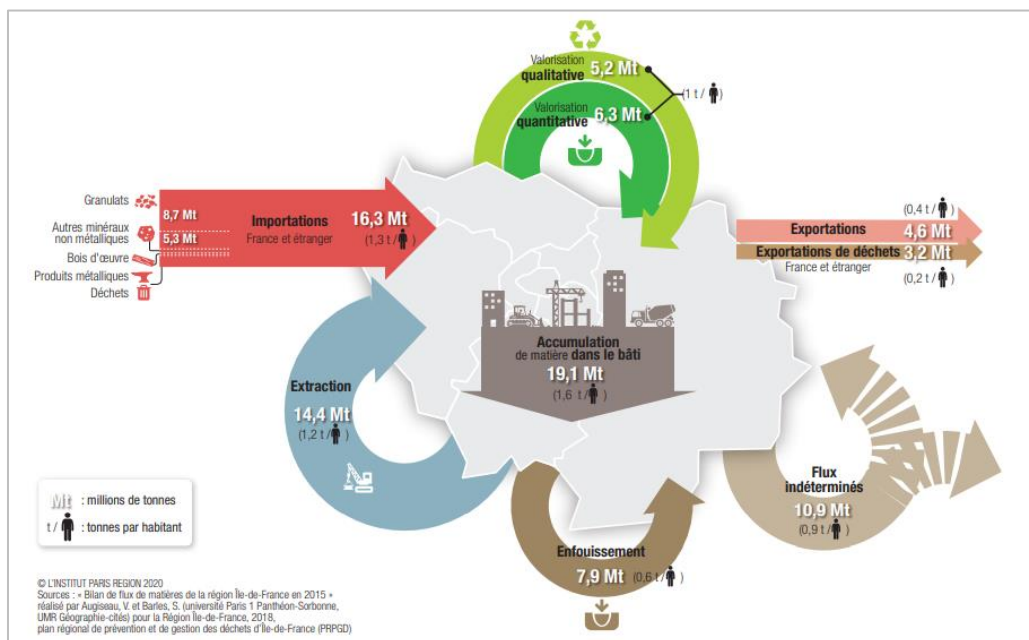 Valorisation
qualitative 5,2 Mt
(1 t / )
Valorisation
quantitative 6,3 Mt
Granulats
8,7 Mt
Autres minéraux
non métalliques
5,3 Mt
Bois d'œuvre
Produits métalliques
Déchets
Importations 16,3 Mt
France et étranger (1,3 t / )
(0,4 t / )
Exportations 4,6 Mt
Exportations de déchets 3,2 Mt
France et étranger
(0,2 t / )
Accumulation
de matière dans le bâti
19,1 Mt
(1,6 t / )
Extraction
14,4 Mt
(1,2 t / )
Flux
indéterminés
10,9 Mt
(0,9 t / )
Enfouissement
7,9 Mt (0,6 t / )
Mt : millions de tonnes
t / : tonnes par habitant
© L'INSTITUT PARIS REGION 2020
Sources : « Bilan de flux de matières de la région Île-de-France en 2015 »
réalisé par Augiseau, V. et Barles, S. (université Paris 1 Panthéon-Sorbonne,
UMR Géographie-cités) pour la Région Île-de-France, 2018,
plan régional de prévention et de gestion des déchets d'Île-de-France (PRPGD)